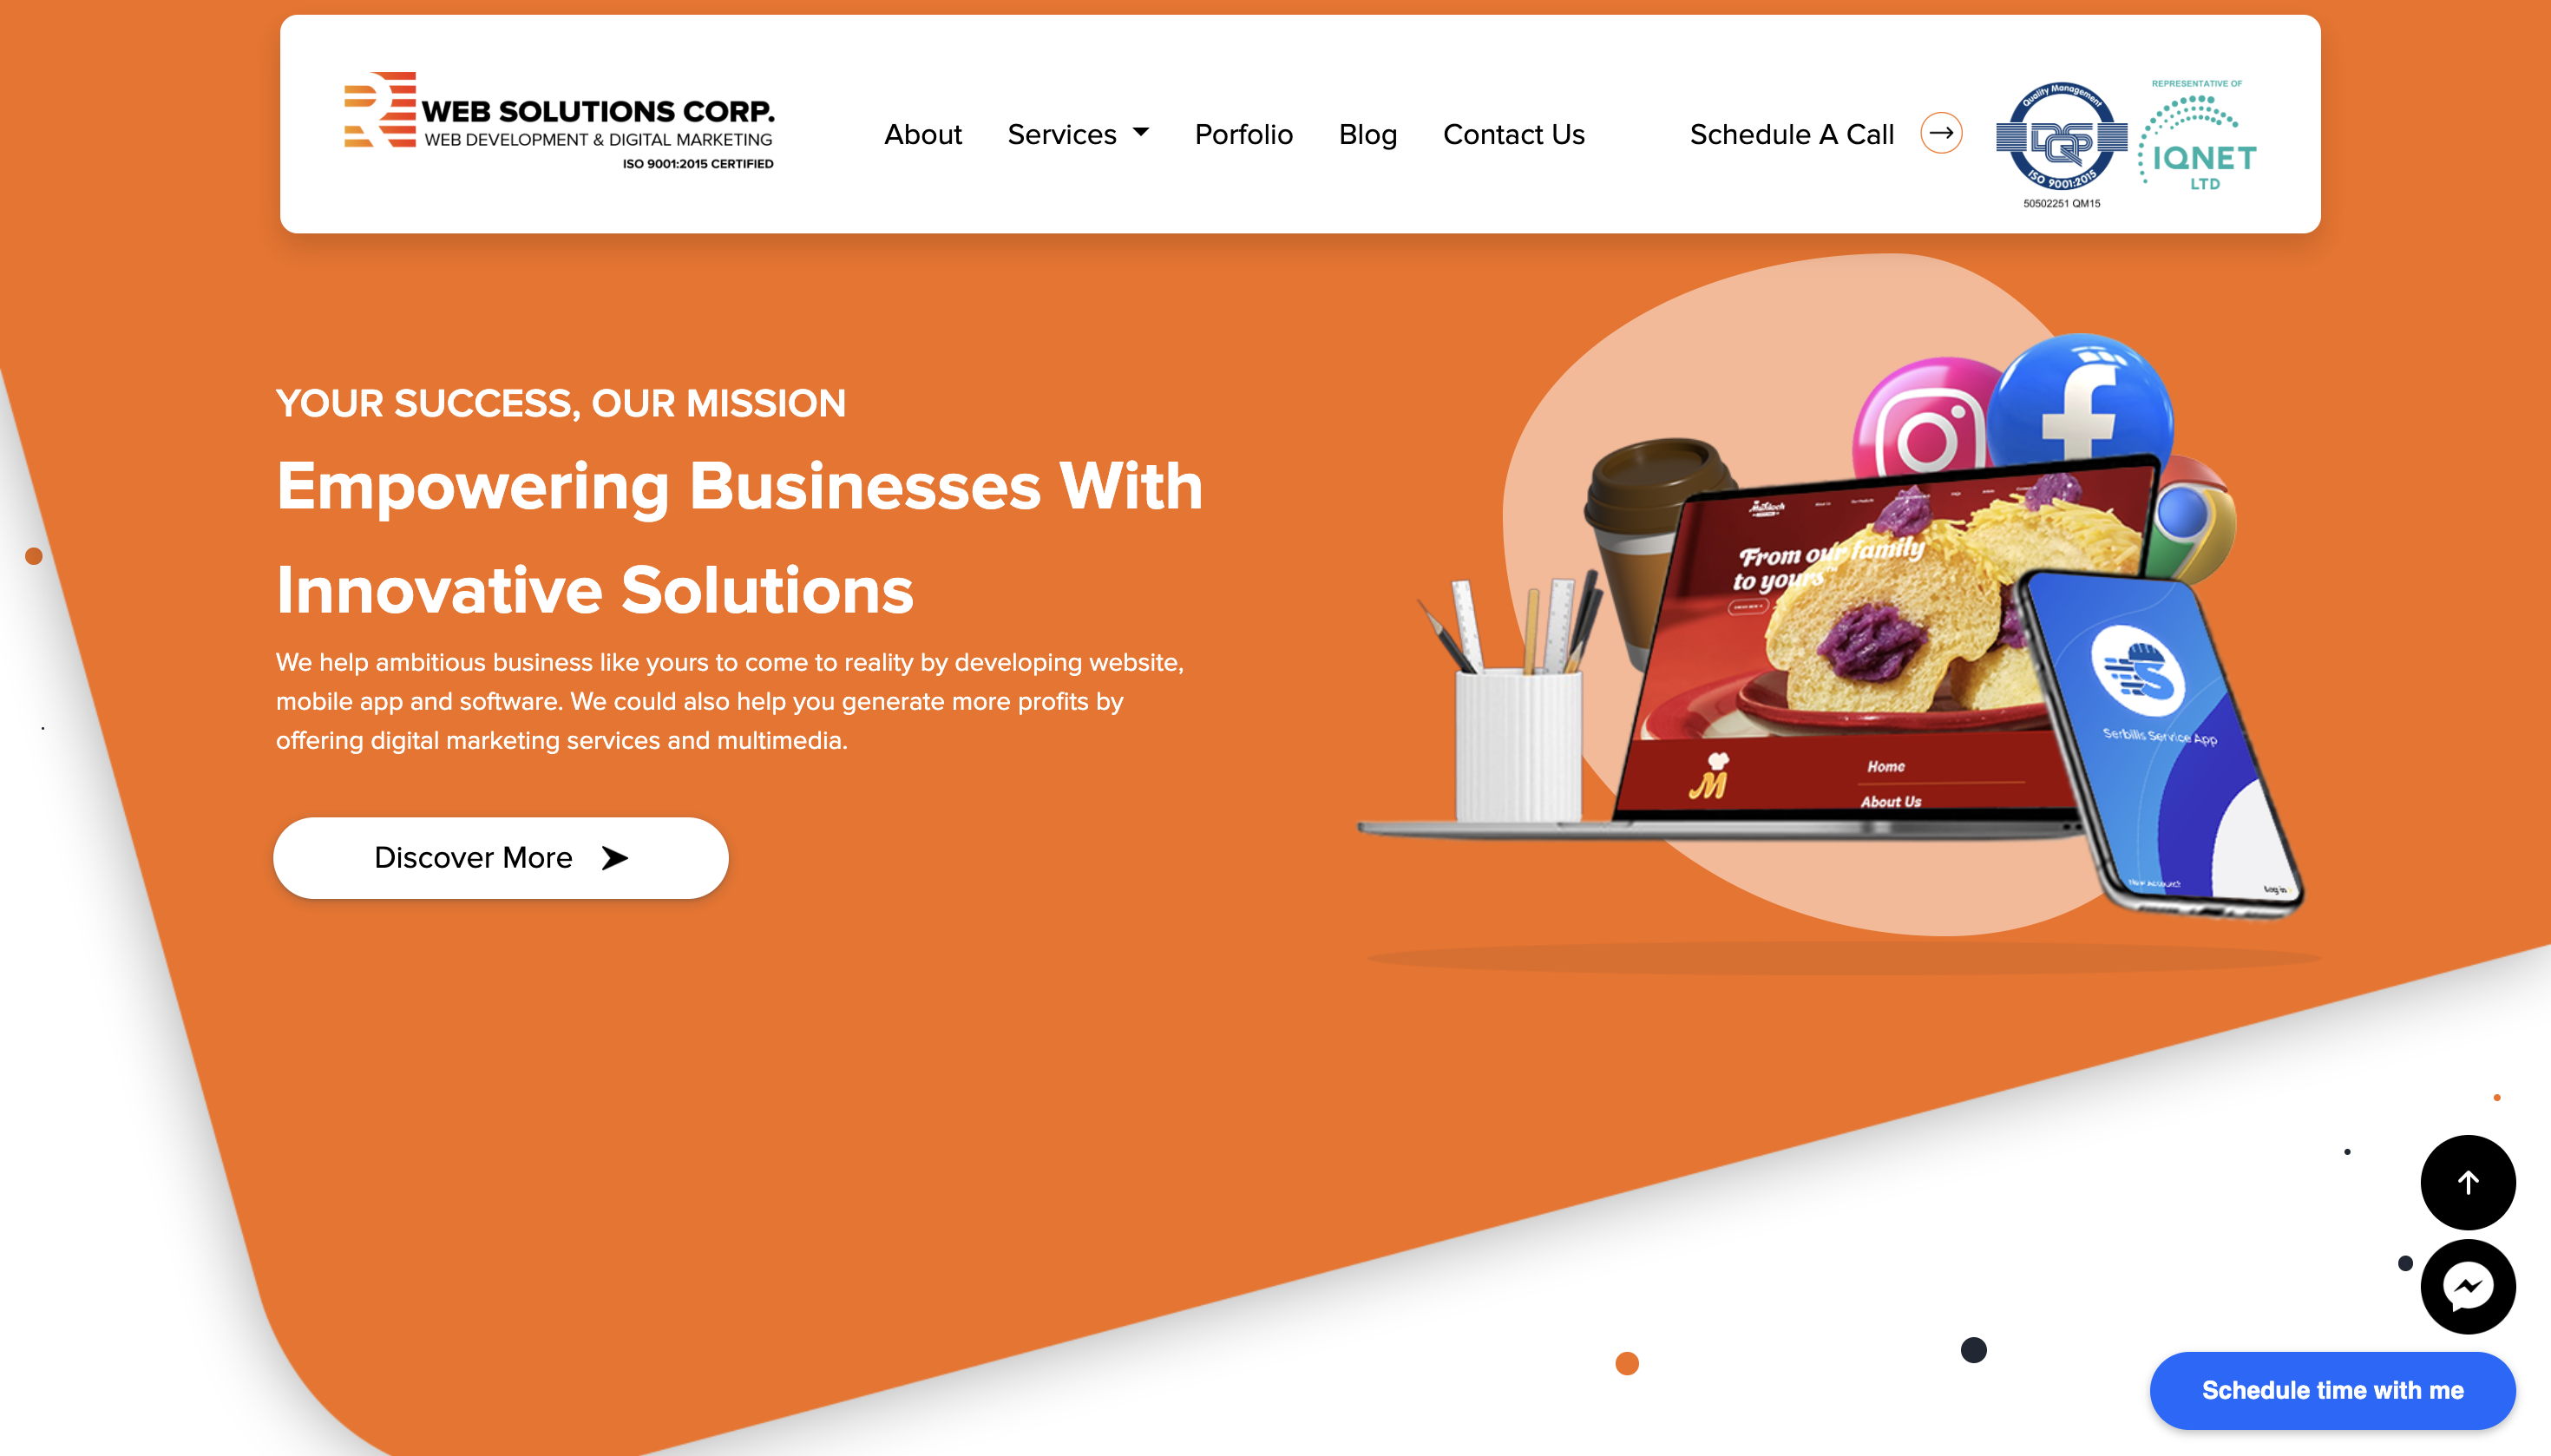 WEB SOLUTIONS CORP.
WEB DEVELOPMENT & DIGITAL MARKETING
ISO 9001:2015 CERTIFIED
About
Services
Porfolio
Blog
Contact Us
Schedule A Call
Quality Management
DQS
ISO 9001:2015
50502251 QM15
REPRESENTATIVE OF
IQNET
LTD
YOUR SUCCESS, OUR MISSION
Empowering Businesses With
Innovative Solutions
We help ambitious business like yours to come to reality by developing website,
mobile app and software. We could also help you generate more profits by
offering digital marketing services and multimedia.
Discover More
From our family
to yours
M
Home
About Us
S
Serbilis Service App
Log in
Schedule time with me